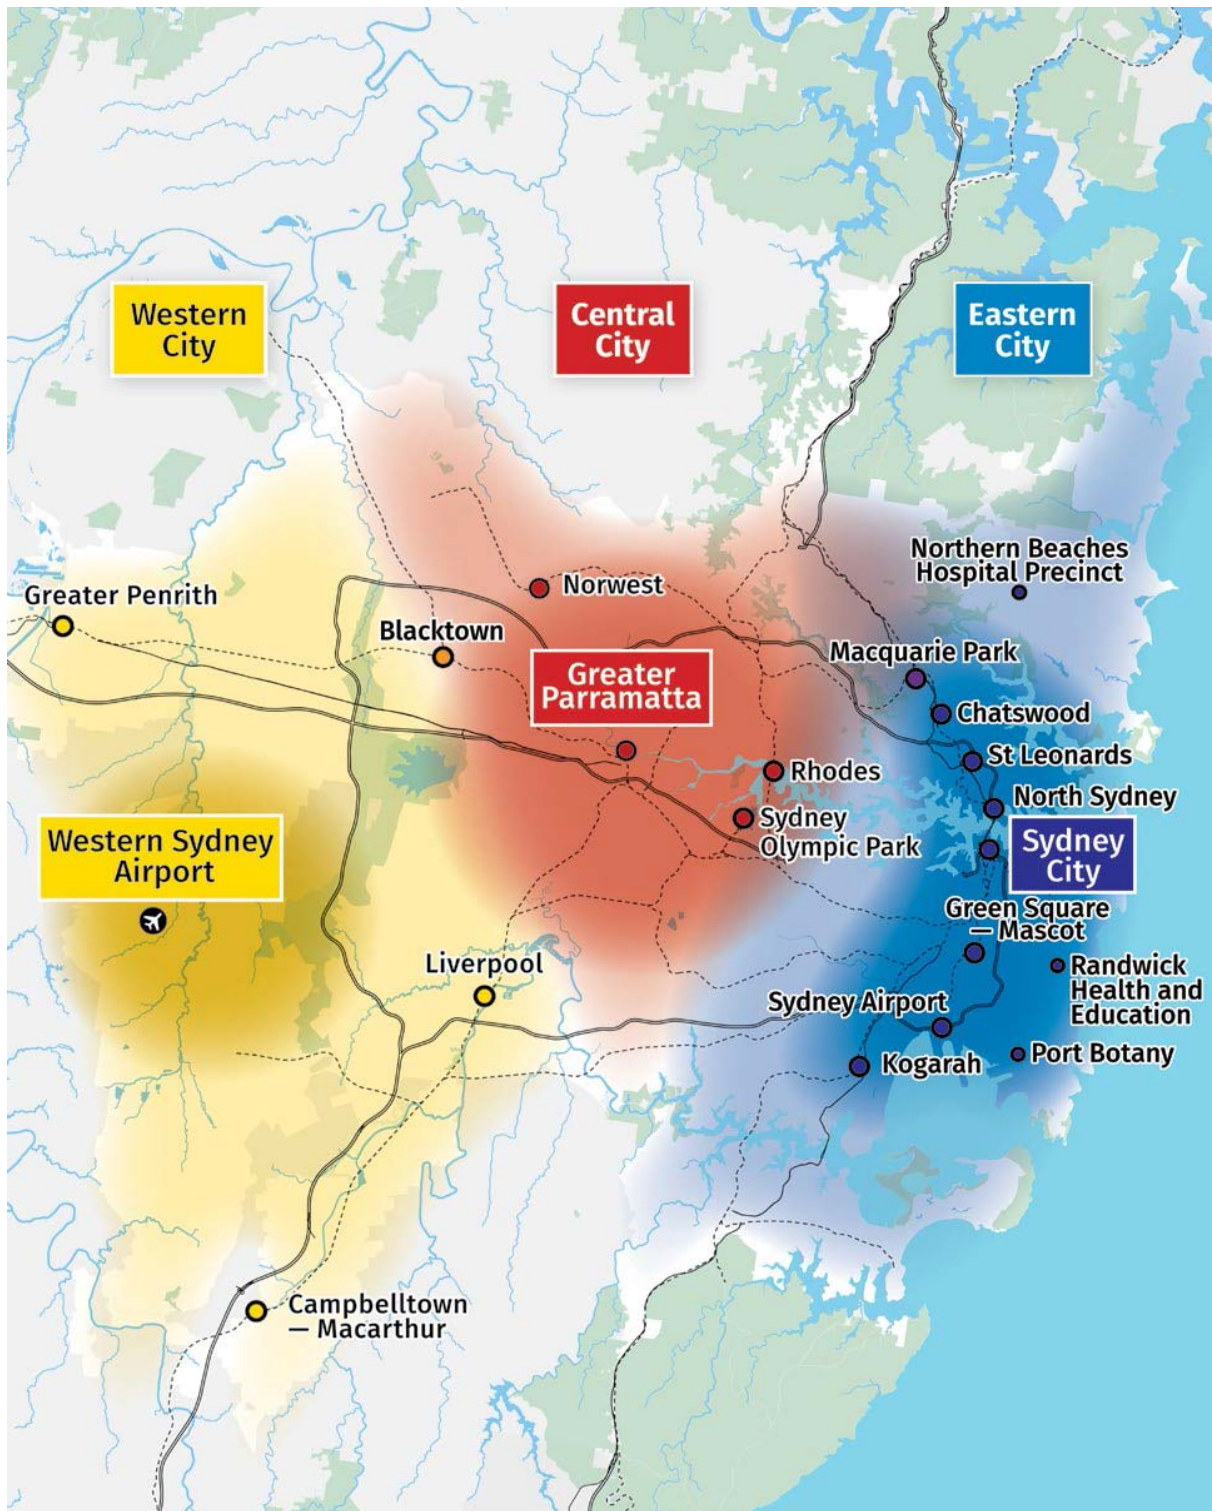 Western
City
Central
City
Eastern
City
Northern Beaches
Hospital Precinct
Norwest
Greater Penrith
Blacktown
Macquarie Park
Greater
Parramatta
Chatswood
St Leonards
Rhodes
North Sydney
Sydney
Olympic Park
Western Sydney
Airport
Sydney
City
Green Square
— Mascot
Liverpool
Randwick
Health and
Education
Sydney Airport
Port Botany
Kogarah
Campbelltown
— Macarthur